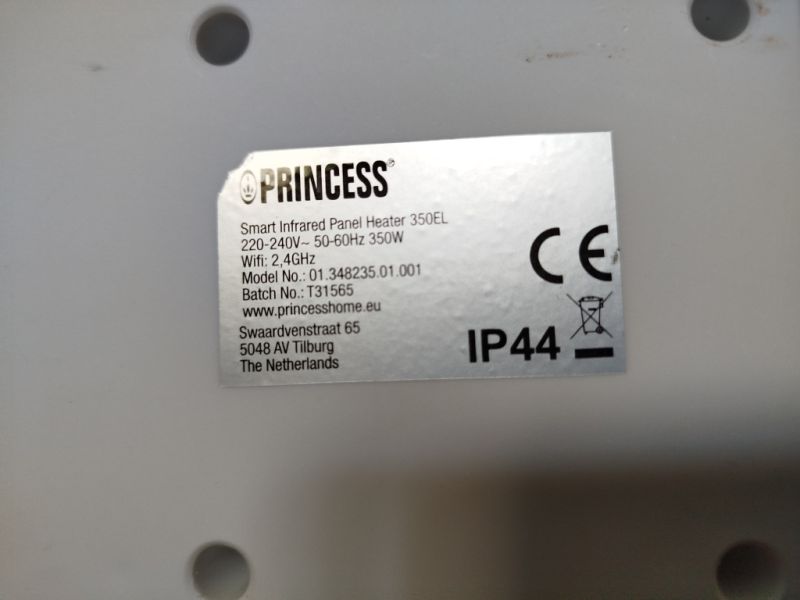 PRINCESS®
Smart Infrared Panel Heater 350EL
220-240V~ 50-60Hz 350W
Wifi: 2,4GHz
Model No.: 01.348235.01.001
Batch No.: T31565
www.princesshome.eu
Swaardvenstraat 65
5048 AV Tilburg
The Netherlands
CE
IP44